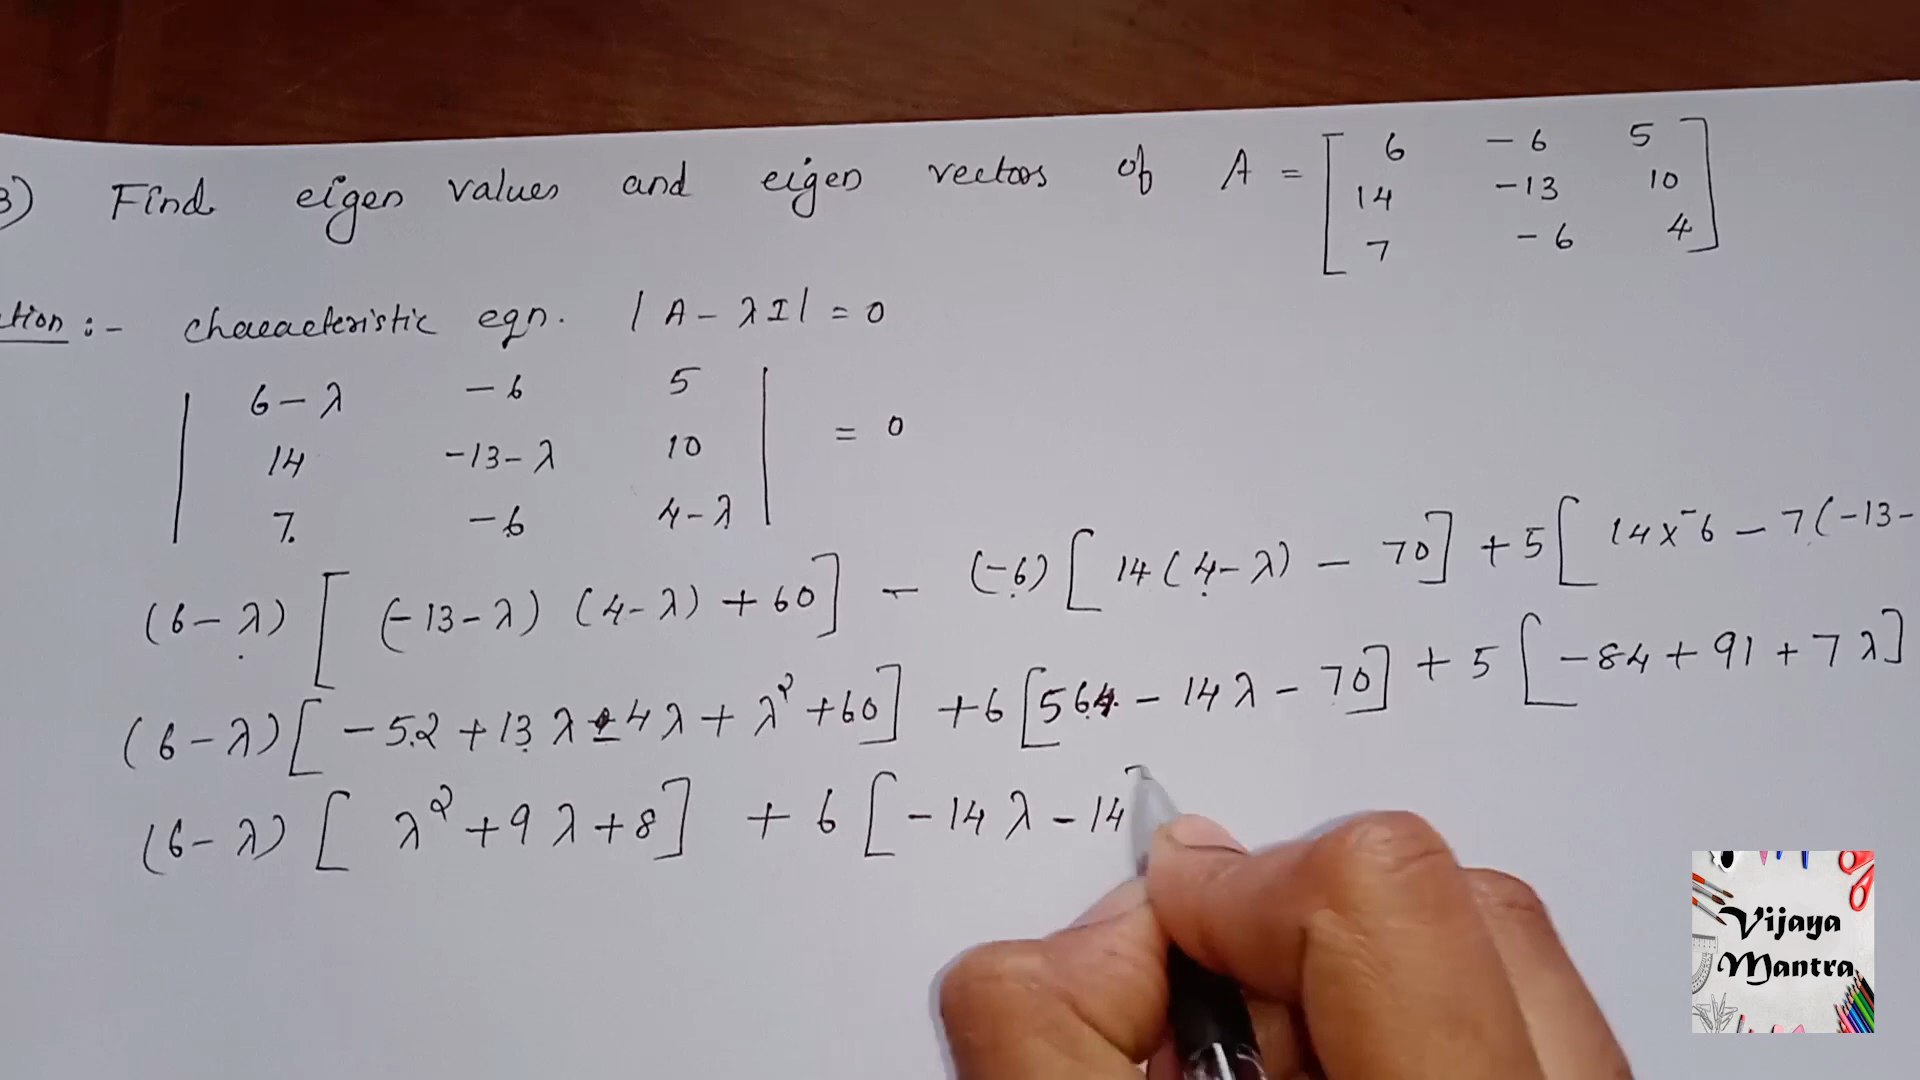 3) Find eigen values and eigen vectors of A = [ 6 -6 5
14 -13 10
7 -6 4 ]
:- characteristic eqn. |A - λI| = 0
| 6-λ -6 5 |
| 14 -13-λ 10 | = 0
| 7 -6 4-λ |
(6-λ) [ (-13-λ) (4-λ) + 60 ] - (-6) [ 14(4-λ) - 70 ] + 5 [ 14x-6 - 7(-13-
(6-λ) [ -52 + 13λ - 4λ + λ² + 60 ] + 6 [ 56 - 14λ - 70 ] + 5 [ -84 + 91 + 7λ ]
(6-λ) [ λ² + 9λ + 8 ] + 6 [ -14λ - 14 ]
Vijaya
Mantra